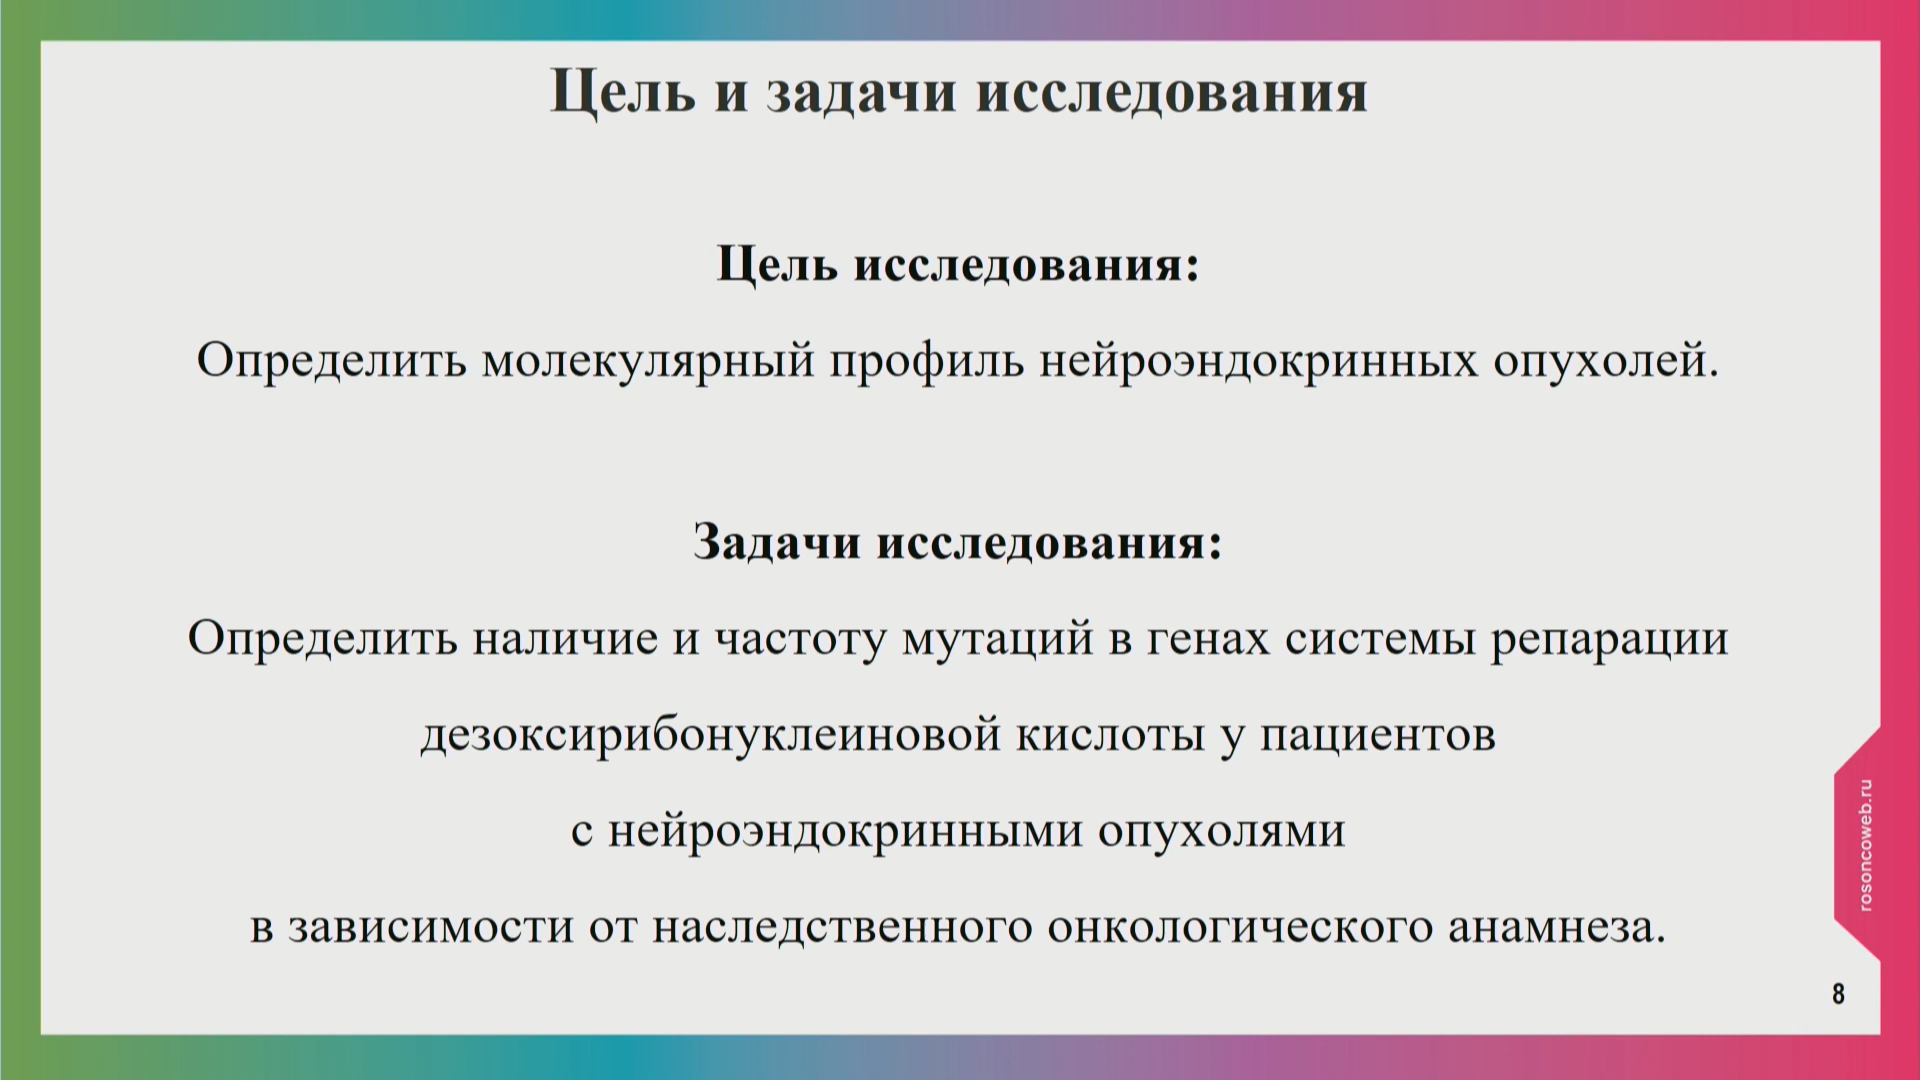 Цель и задачи исследования
Цель исследования:
Определить молекулярный профиль нейроэндокринных опухолей.
Задачи исследования:
Определить наличие и частоту мутаций в генах системы репарации
дезоксирибонуклеиновой кислоты у пациентов
с нейроэндокринными опухолями
в зависимости от наследственного онкологического анамнеза.
rosoncoweb.ru
8